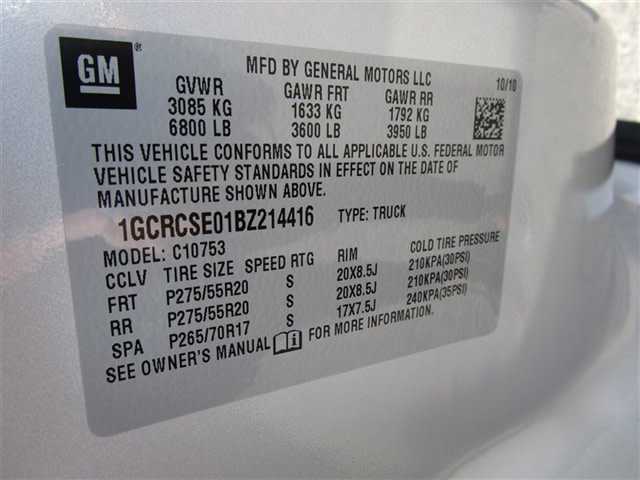 GM ®
MFD BY GENERAL MOTORS LLC 10/10
GVWR GAWR FRT GAWR RR
3085 KG 1633 KG 1792 KG
6800 LB 3600 LB 3950 LB
THIS VEHICLE CONFORMS TO ALL APPLICABLE U.S. FEDERAL MOTOR
VEHICLE SAFETY STANDARDS IN EFFECT ON THE DATE OF
MANUFACTURE SHOWN ABOVE.
1GCRCSE01BZ214416 TYPE: TRUCK
MODEL: C10753
CCLV TIRE SIZE SPEED RTG RIM COLD TIRE PRESSURE
FRT P275/55R20 S 20X8.5J 210KPA(30PSI)
RR P275/55R20 S 20X8.5J 210KPA(30PSI)
SPA P265/70R17 S 17X7.5J 240KPA(35PSI)
SEE OWNER'S MANUAL FOR MORE INFORMATION.